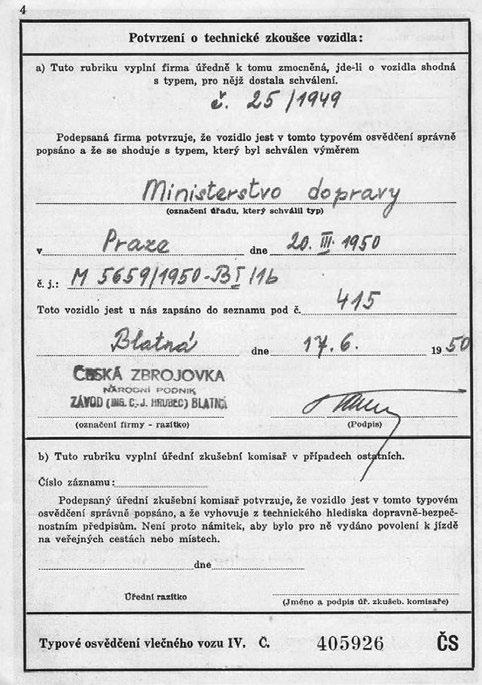 4
Potvrzení o technické zkoušce vozidla:
a) Tuto rubriku vyplní firma úředně k tomu zmocněná, jde-li o vozidla shodná
s typem, pro nějž dostala schválení.
č. 25/1949
Podepsaná firma potvrzuje, že vozidlo jest v tomto typovém osvědčení správně
popsáno a že se shoduje s typem, který byl schválen výměrem
Ministerstvo dopravy
(označení úřadu, který schválil typ)
v Praze dne 20. III. 1950
č. j.: M 5659/1950-BI/1b
Toto vozidlo jest u nás zapsáno do seznamu pod č. 415
Blatná dne 17. 6. 1950
ČESKÁ ZBROJOVKA
NÁRODNÍ PODNIK
ZÁVOD (ING. C. J. HRUBEC) BLATNÁ
(označení firmy - razítko) (Podpis)
b) Tuto rubriku vyplní úřední zkušební komisař v případech ostatních.
Číslo záznamu:
Podepsaný úřední zkušební komisař potvrzuje, že vozidlo jest v tomto typovém
osvědčení správně popsáno, a že vyhovuje z technického hlediska dopravně-bezpeč-
nostním předpisům. Není proto námitek, aby bylo pro ně vydáno povolení k jízdě
na veřejných cestách nebo místech.
dne
Úřední razítko
(Jméno a podpis úř. zkušeb. komisaře)
Typové osvědčení vlečného vozu IV. Č. 405926 ČS